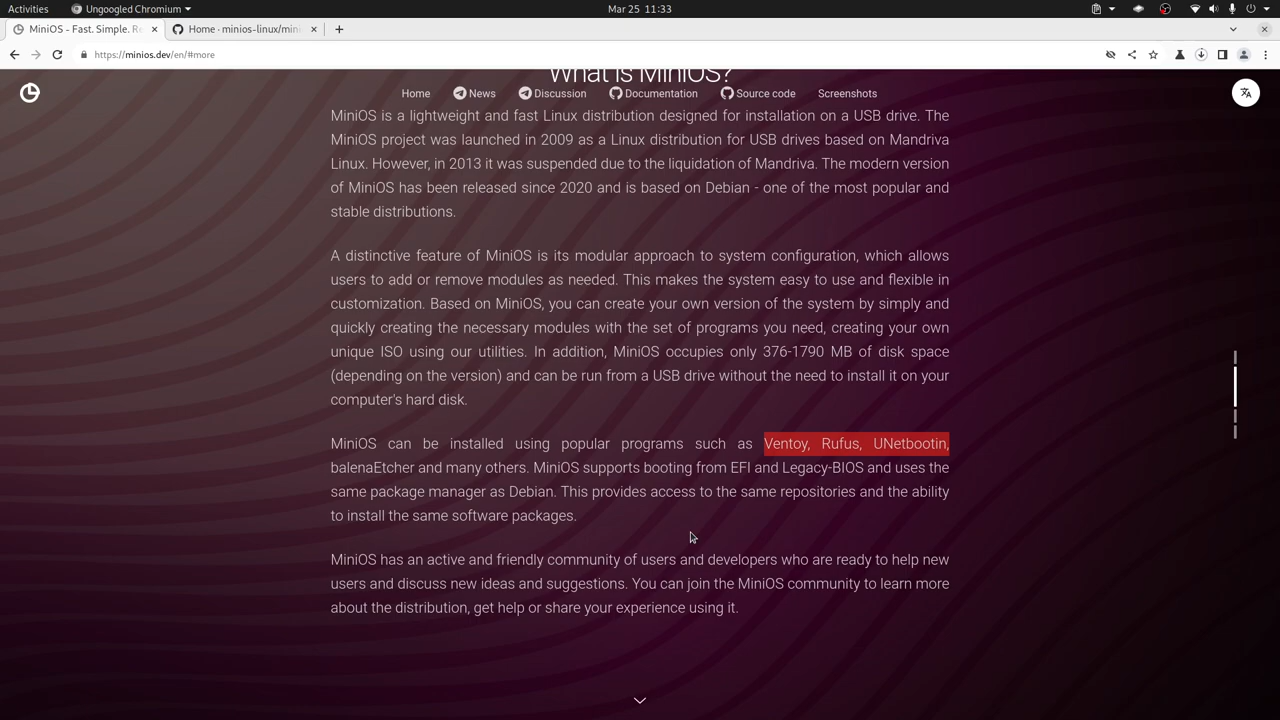 Activities
Ungoogled Chromium
Mar 25 11:33
MiniOS - Fast. Simple. Re
Home · minios-linux/mini
https://minios.dev/en/#more
What is MiniOS?
Home
News
Discussion
Documentation
Source code
Screenshots
MiniOS is a lightweight and fast Linux distribution designed for installation on a USB drive. The
MiniOS project was launched in 2009 as a Linux distribution for USB drives based on Mandriva
Linux. However, in 2013 it was suspended due to the liquidation of Mandriva. The modern version
of MiniOS has been released since 2020 and is based on Debian - one of the most popular and
stable distributions.
A distinctive feature of MiniOS is its modular approach to system configuration, which allows
users to add or remove modules as needed. This makes the system easy to use and flexible in
customization. Based on MiniOS, you can create your own version of the system by simply and
quickly creating the necessary modules with the set of programs you need, creating your own
unique ISO using our utilities. In addition, MiniOS occupies only 376-1790 MB of disk space
(depending on the version) and can be run from a USB drive without the need to install it on your
computer's hard disk.
MiniOS can be installed using popular programs such as Ventoy, Rufus, UNetbootin,
balenaEtcher and many others. MiniOS supports booting from EFI and Legacy-BIOS and uses the
same package manager as Debian. This provides access to the same repositories and the ability
to install the same software packages.
MiniOS has an active and friendly community of users and developers who are ready to help new
users and discuss new ideas and suggestions. You can join the MiniOS community to learn more
about the distribution, get help or share your experience using it.